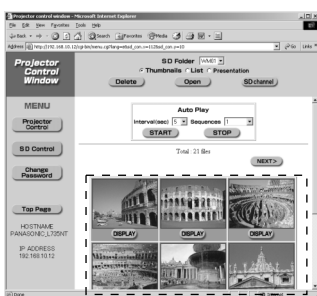 Projector control window - Microsoft Internet Explorer
File Edit View Favorites Tools Help
Back Search Favorites Media
Address Go Links
Projector
Control
Window
SD Folder WM01
Thumbnails List Presentation
Delete Open SD channel
MENU
Projector
Control
SD Control
Change
Password
Top Page
HOSTNAME
PANASONIC_L735NT
IP ADDRESS
192.168.10.12
Auto Play
Interval(sec) 5 Sequences 1
START STOP
Total : 21 files
NEXT>
DISPLAY DISPLAY DISPLAY
Done